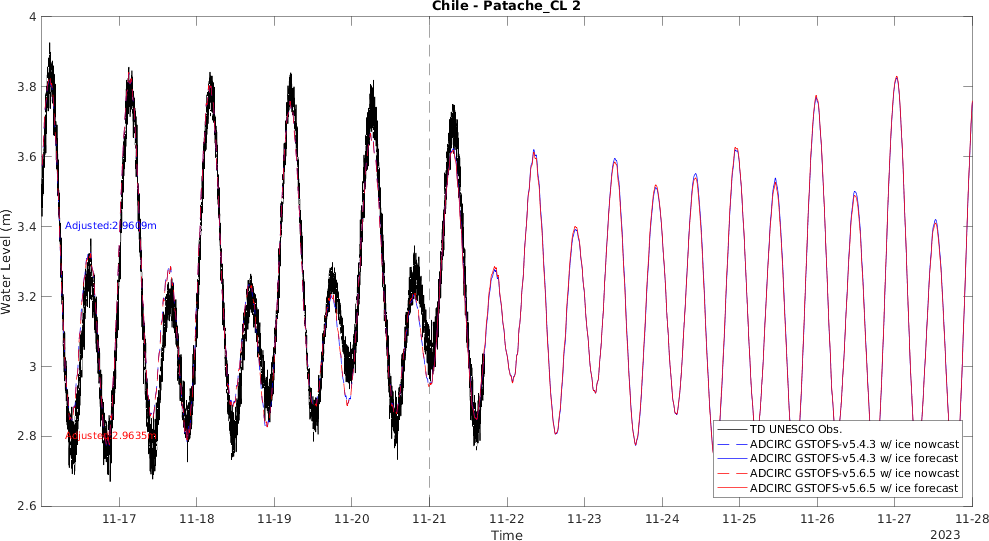 Chile - Patache_CL 2
4
3.8
3.6
3.4
3.2
3
2.8
2.6
Water Level (m)
Adjusted:2.9609m
Adjusted:2.9635m
TD UNESCO Obs.
ADCIRC GSTOFS-v5.4.3 w/ ice nowcast
ADCIRC GSTOFS-v5.4.3 w/ ice forecast
ADCIRC GSTOFS-v5.6.5 w/ ice nowcast
ADCIRC GSTOFS-v5.6.5 w/ ice forecast
11-17 11-18 11-19 11-20 11-21 11-22 11-23 11-24 11-25 11-26 11-27 11-28
Time
2023